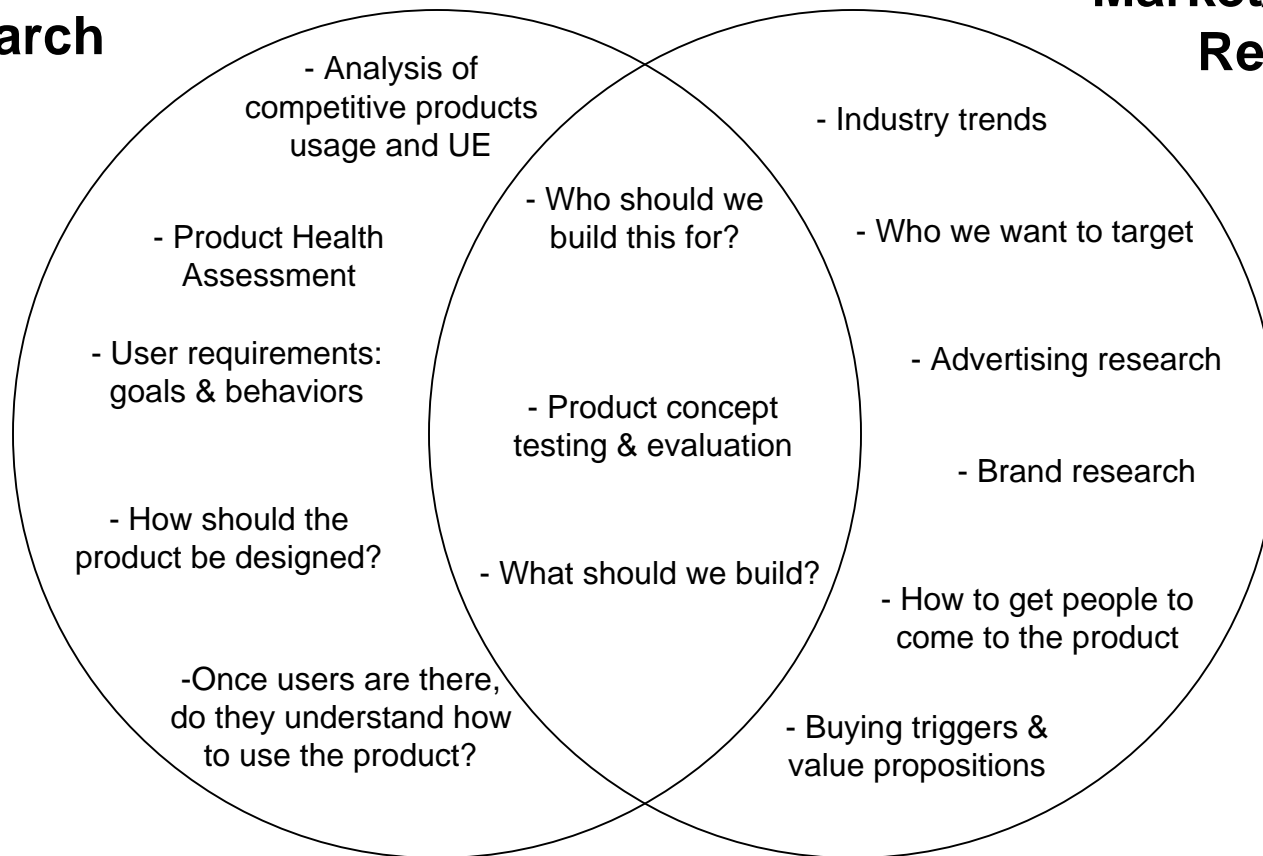 arch
Market
Re
- Analysis of
competitive products
usage and UE
- Product Health
Assessment
- User requirements:
goals & behaviors
- How should the
product be designed?
-Once users are there,
do they understand how
to use the product?
- Who should we
build this for?
- Product concept
testing & evaluation
- What should we build?
- Industry trends
- Who we want to target
- Advertising research
- Brand research
- How to get people to
come to the product
- Buying triggers &
value propositions